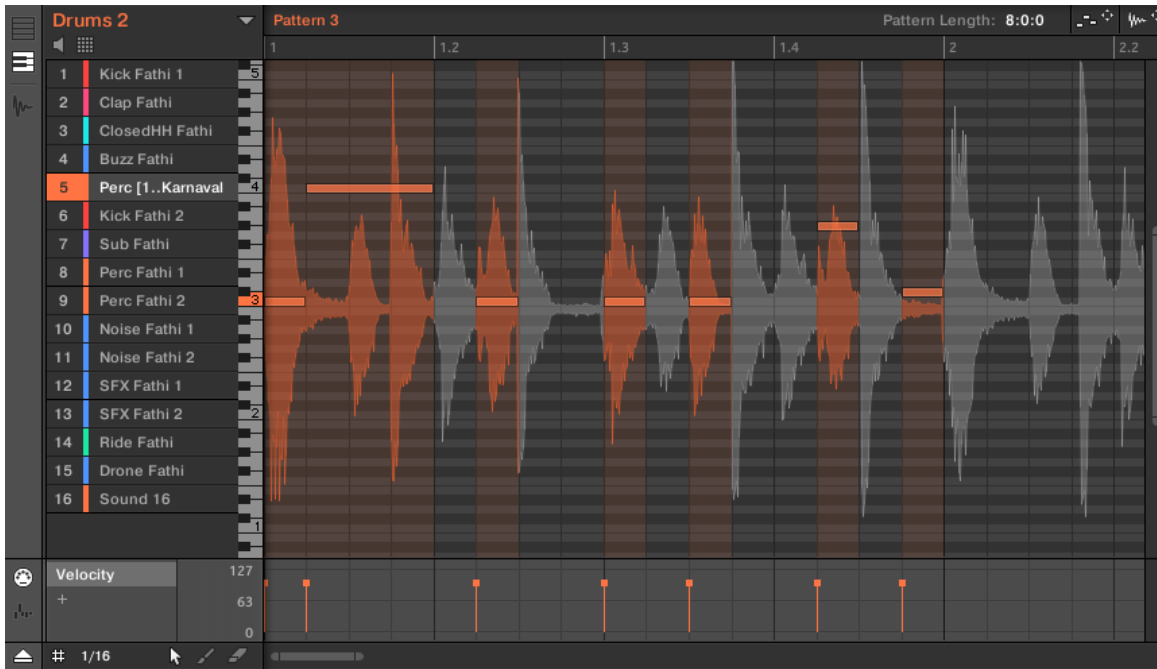 Drums 2
Pattern 3
Pattern Length: 8:0:0
1 1.2 1.3 1.4 2 2.2
1 Kick Fathi 1
2 Clap Fathi
3 ClosedHH Fathi
4 Buzz Fathi
5 Perc [1..Karnaval
6 Kick Fathi 2
7 Sub Fathi
8 Perc Fathi 1
9 Perc Fathi 2
10 Noise Fathi 1
11 Noise Fathi 2
12 SFX Fathi 1
13 SFX Fathi 2
14 Ride Fathi
15 Drone Fathi
16 Sound 16
5
4
3
2
1
Velocity
127
+
63
0
1/16